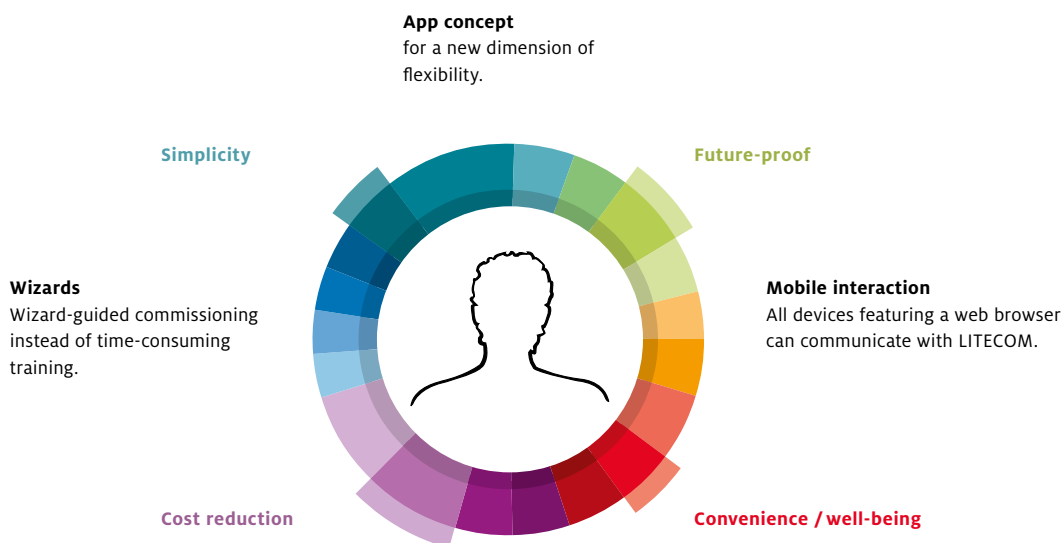 App concept
for a new dimension of
flexibility.
Simplicity
Future-proof
Wizards
Wizard-guided commissioning
instead of time-consuming
training.
Mobile interaction
All devices featuring a web browser
can communicate with LITECOM.
Cost reduction
Convenience / well-being